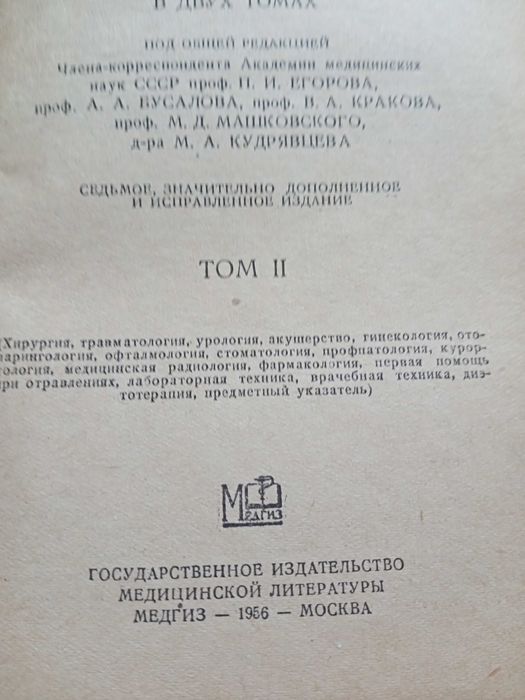 В ДВУХ ТОМАХ
ПОД ОБЩЕЙ РЕДАКЦИЕЙ
члена-корреспондента Академии медицинских
наук СССР проф. П. И. ЕГОРОВА,
проф. А. А. БУСАЛОВА, проф. В. А. КРАКОВА,
проф. М. Д. МАШКОВСКОГО,
д-ра М. А. КУДРЯВЦЕВА
СЕДЬМОЕ, ЗНАЧИТЕЛЬНО ДОПОЛНЕННОЕ
И ИСПРАВЛЕННОЕ ИЗДАНИЕ
ТОМ II
(Хирургия, травматология, урология, акушерство, гинекология, ото-
ларингология, офтальмология, стоматология, профпатология, курор-
тология, медицинская радиология, фармакология, первая помощь
при отравлениях, лабораторная техника, врачебная техника, дие-
тотерапия, предметный указатель)
МЕДГИЗ
ГОСУДАРСТВЕННОЕ ИЗДАТЕЛЬСТВО
МЕДИЦИНСКОЙ ЛИТЕРАТУРЫ
МЕДГИЗ — 1956 — МОСКВА